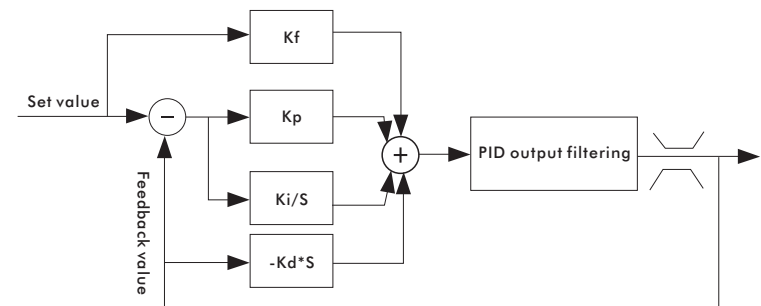 Kf
Set value
−
Kp
+
PID output filtering
Feedback value
Ki/S
-Kd*S